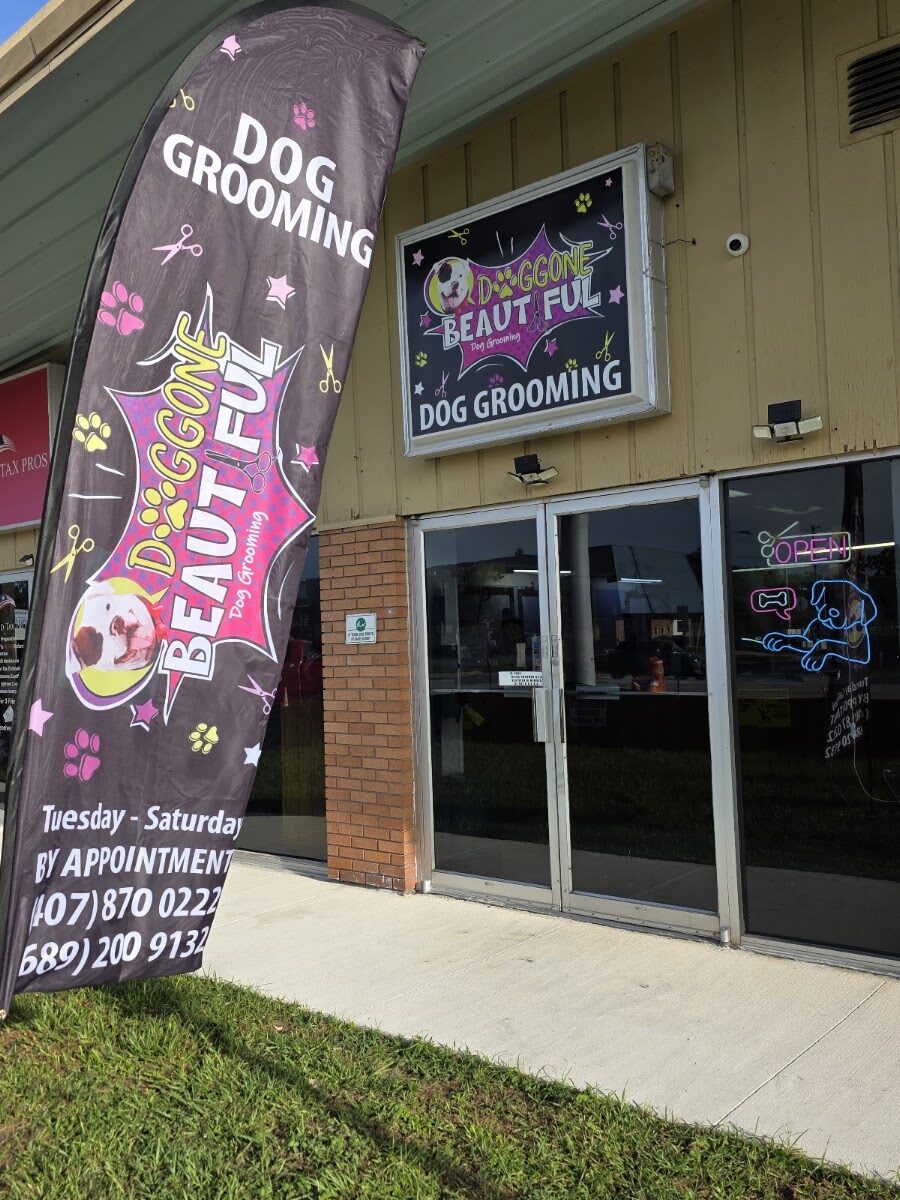 DOG
GROOMING
DOGGONE
BEAUTIFUL
Dog Grooming
Tuesday - Saturday
BY APPOINTMENT
(407) 870 0222
(689) 200 9132
DOGGONE
BEAUTIFUL
Dog Grooming
DOG GROOMING
TAX PROS
OPEN